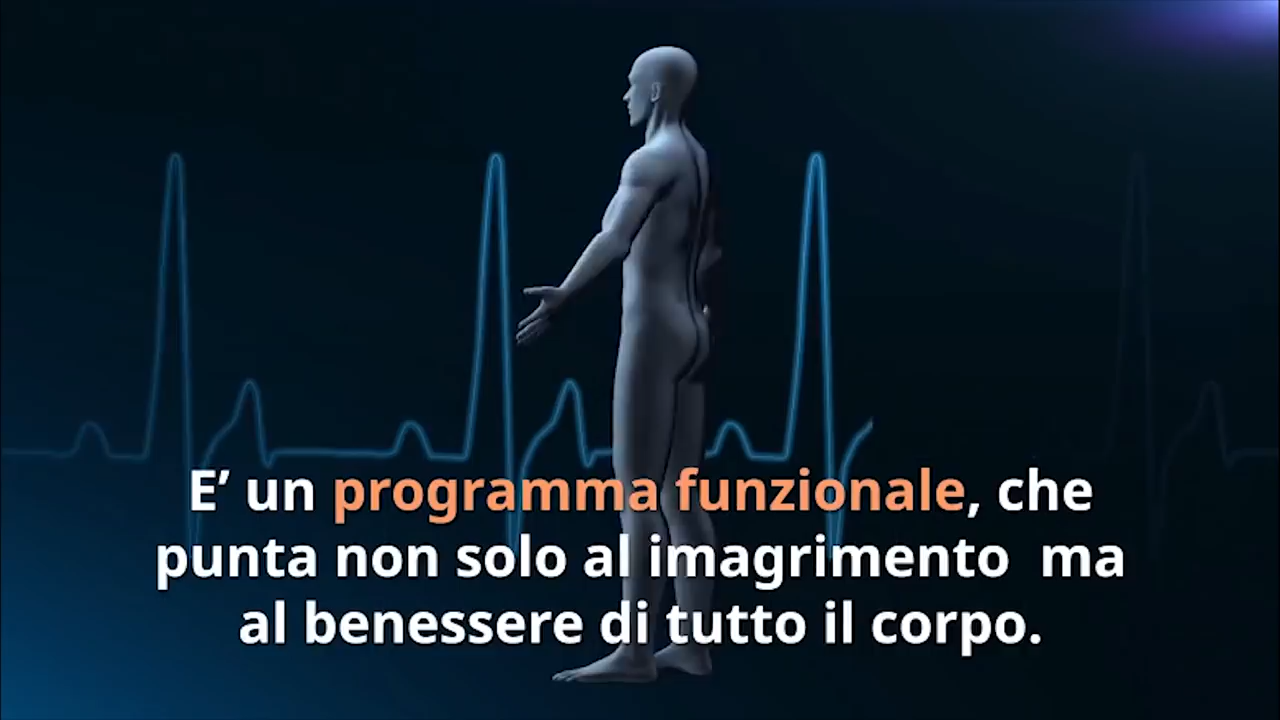 E’ un programma funzionale, che
punta non solo al imagrimento  ma
al benessere di tutto il corpo.